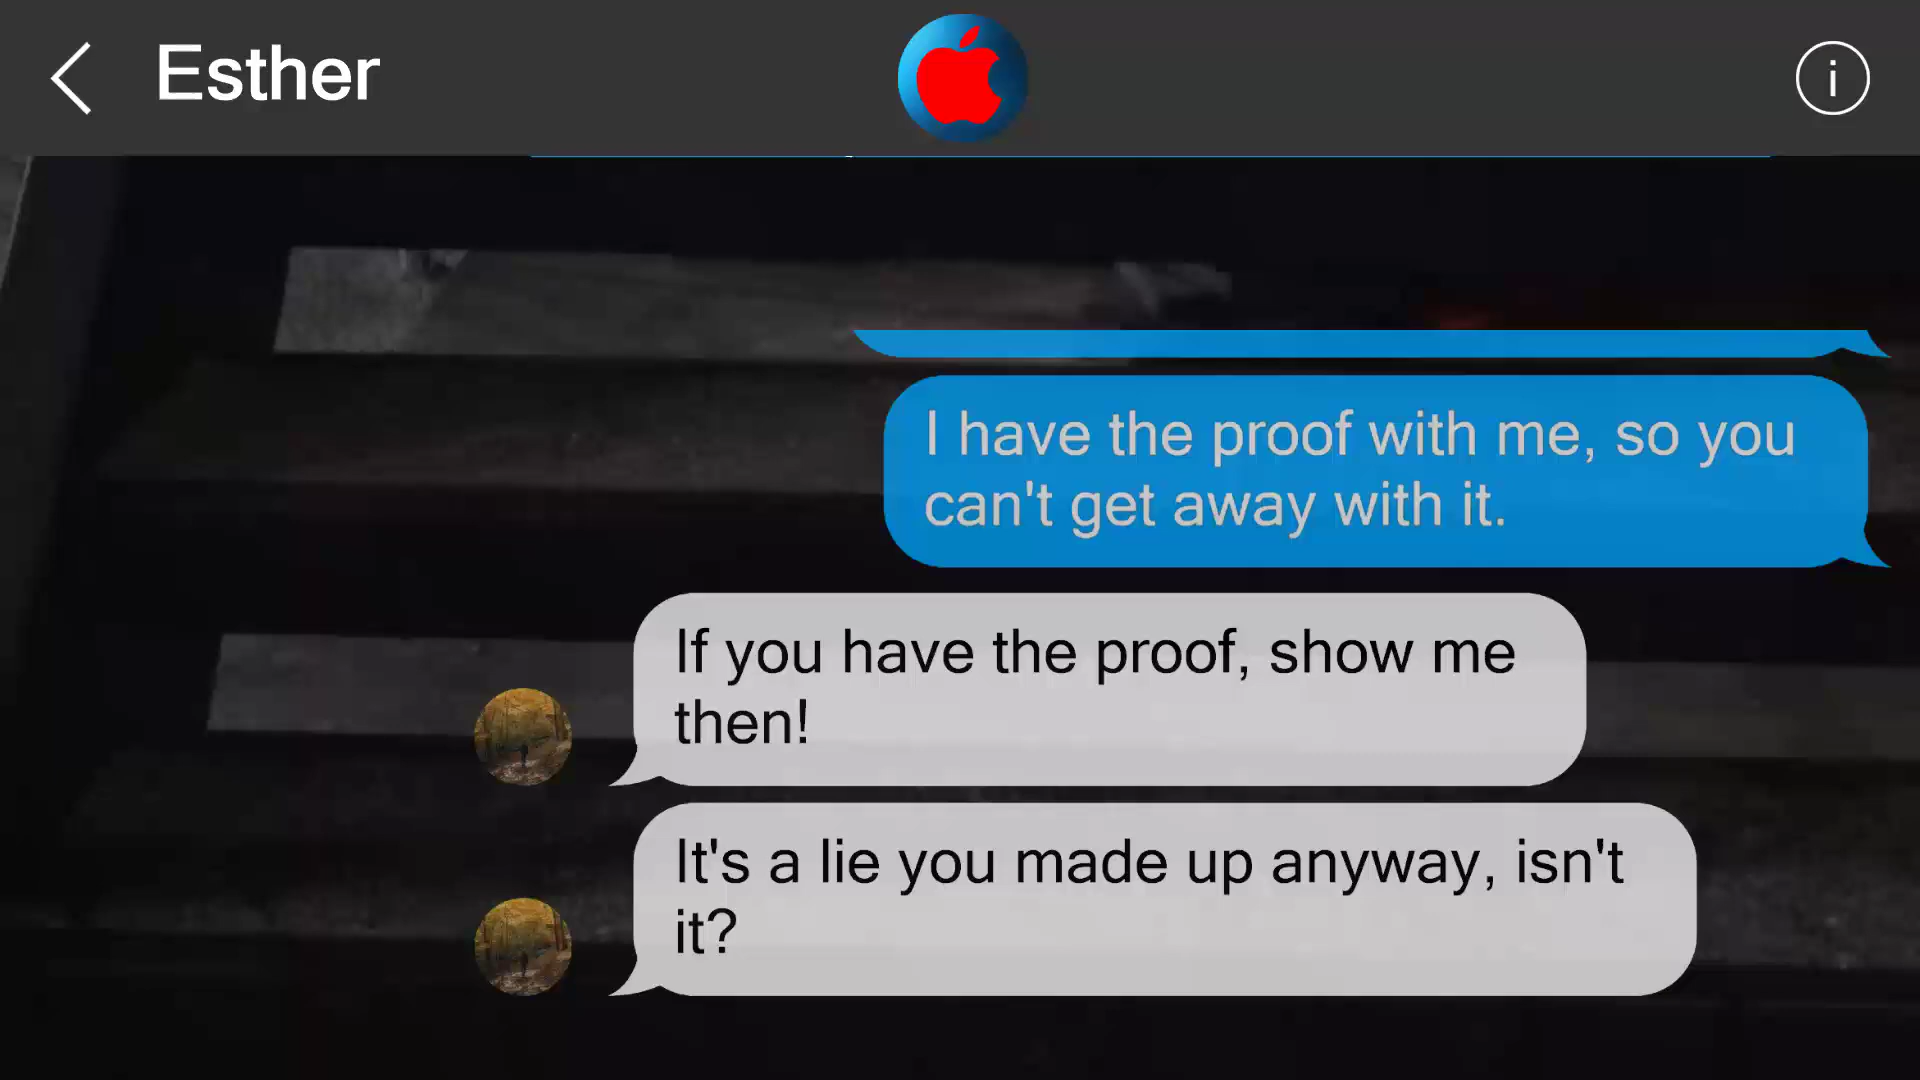 Esther
I have the proof with me, so you
can't get away with it.
If you have the proof, show me
then!
It's a lie you made up anyway, isn't
it?